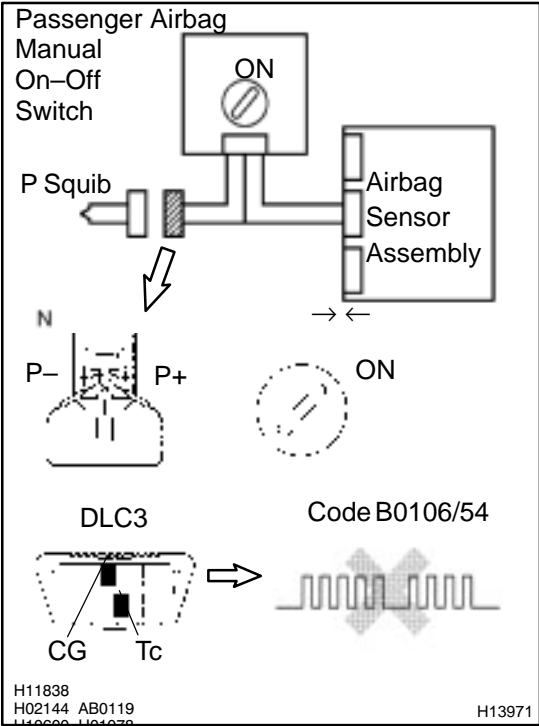 Passenger Airbag
Manual
On–Off
Switch
ON
P Squib
Airbag
Sensor
Assembly
N
P–
P+
ON
DLC3
Code B0106/54
CG
Tc
H11838
H02144 AB0119
H13971